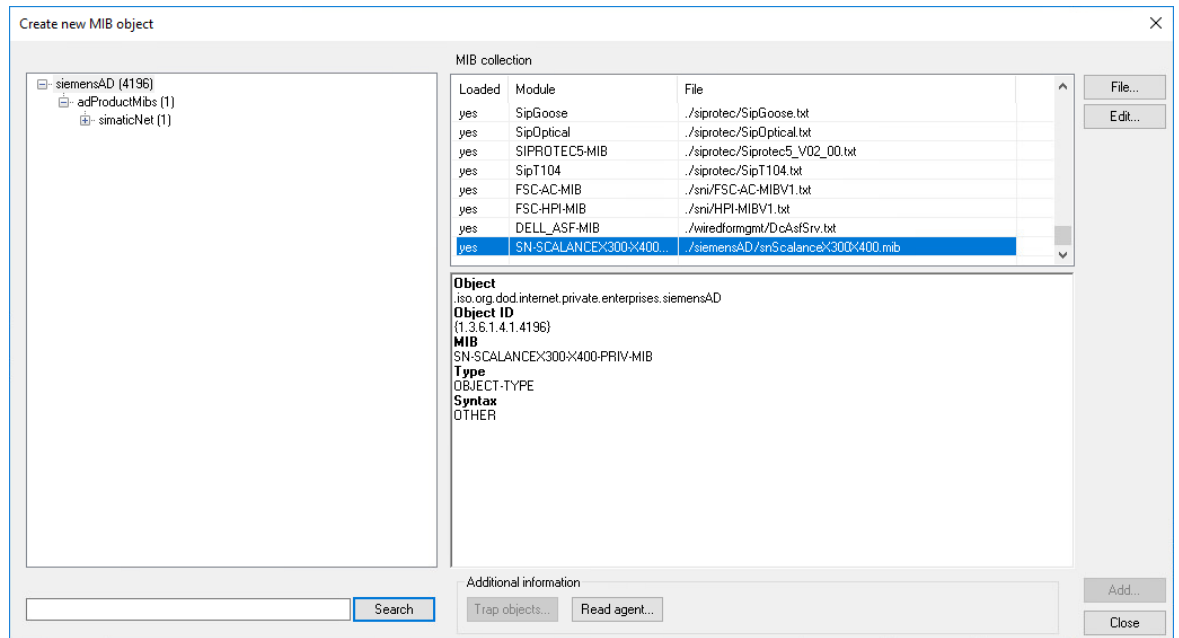 Create new MIB object
MIB collection
siemensAD (4196)
adProductMibs (1)
simaticNet (1)
Loaded Module File
yes SipGoose ./siprotec/SipGoose.txt
yes SipOptical ./siprotec/SipOptical.txt
yes SIPROTEC5-MIB ./siprotec/Siprotec5_V02_00.txt
yes SipT104 ./siprotec/SipT104.txt
yes FSC-AC-MIB ./sni/FSC-AC-MIBV1.txt
yes FSC-HPI-MIB ./sni/HPI-MIBV1.txt
yes DELL_ASF-MIB ./wiredformgmt/DcAsfSrv.txt
yes SN-SCALANCEX300-X400... ./siemensAD/snScalanceX300X400.mib
File...
Edit...
Object
.iso.org.dod.internet.private.enterprises.siemensAD
Object ID
{1.3.6.1.4.1.4196}
MIB
SN-SCALANCEX300-X400-PRIV-MIB
Type
OBJECT-TYPE
Syntax
OTHER
Search
Additional information
Trap objects...
Read agent...
Add...
Close